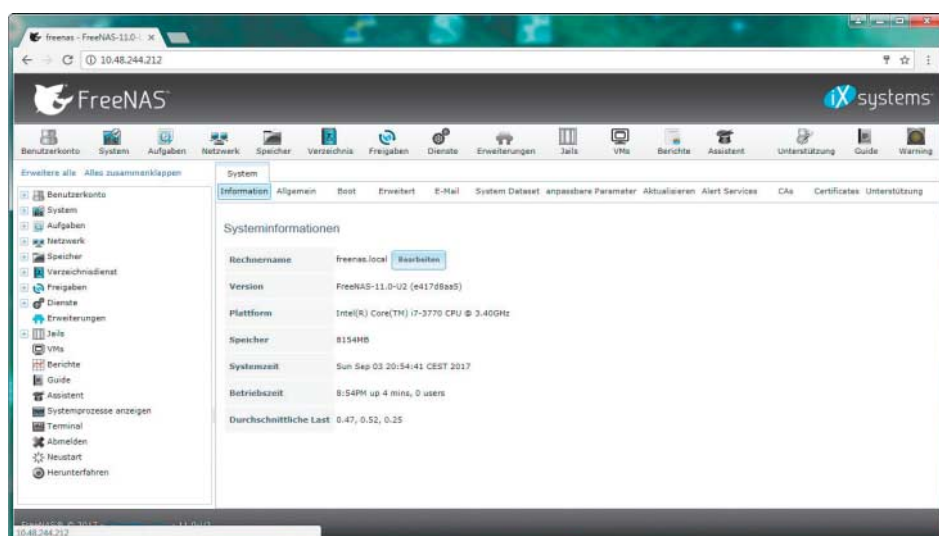 freenas - FreeNAS-11.0-
10.48.244.212
FreeNAS
iX systems
Benutzerkonto System Aufgaben Netzwerk Speicher Verzeichnis Freigaben Dienste Erweiterungen Jails VMs Berichte Assistent Unterstützung Guide Warning
Erweitere alle Alles zusammenklappen
Benutzerkonto
System
Aufgaben
Netzwerk
Speicher
Verzeichnisdienst
Freigaben
Dienste
Erweiterungen
Jails
VMs
Berichte
Guide
Assistent
Systemprozesse anzeigen
Terminal
Abmelden
Neustart
Herunterfahren
System
Information Allgemein Boot Erweitert E-Mail System Dataset anpassbare Parameter Aktualisieren Alert Services CAs Certificates Unterstützung
Systeminformationen
Rechnername freenas.local Bearbeiten
Version FreeNAS-11.0-U2 (e417d8aa5)
Plattform Intel(R) Core(TM) i7-3770 CPU @ 3.40GHz
Speicher 8154MB
Systemzeit Sun Sep 03 20:54:41 CEST 2017
Betriebszeit 8:54PM up 4 mins, 0 users
Durchschnittliche Last 0.47, 0.52, 0.25
FreeNAS® © 2017
10.48.244.212